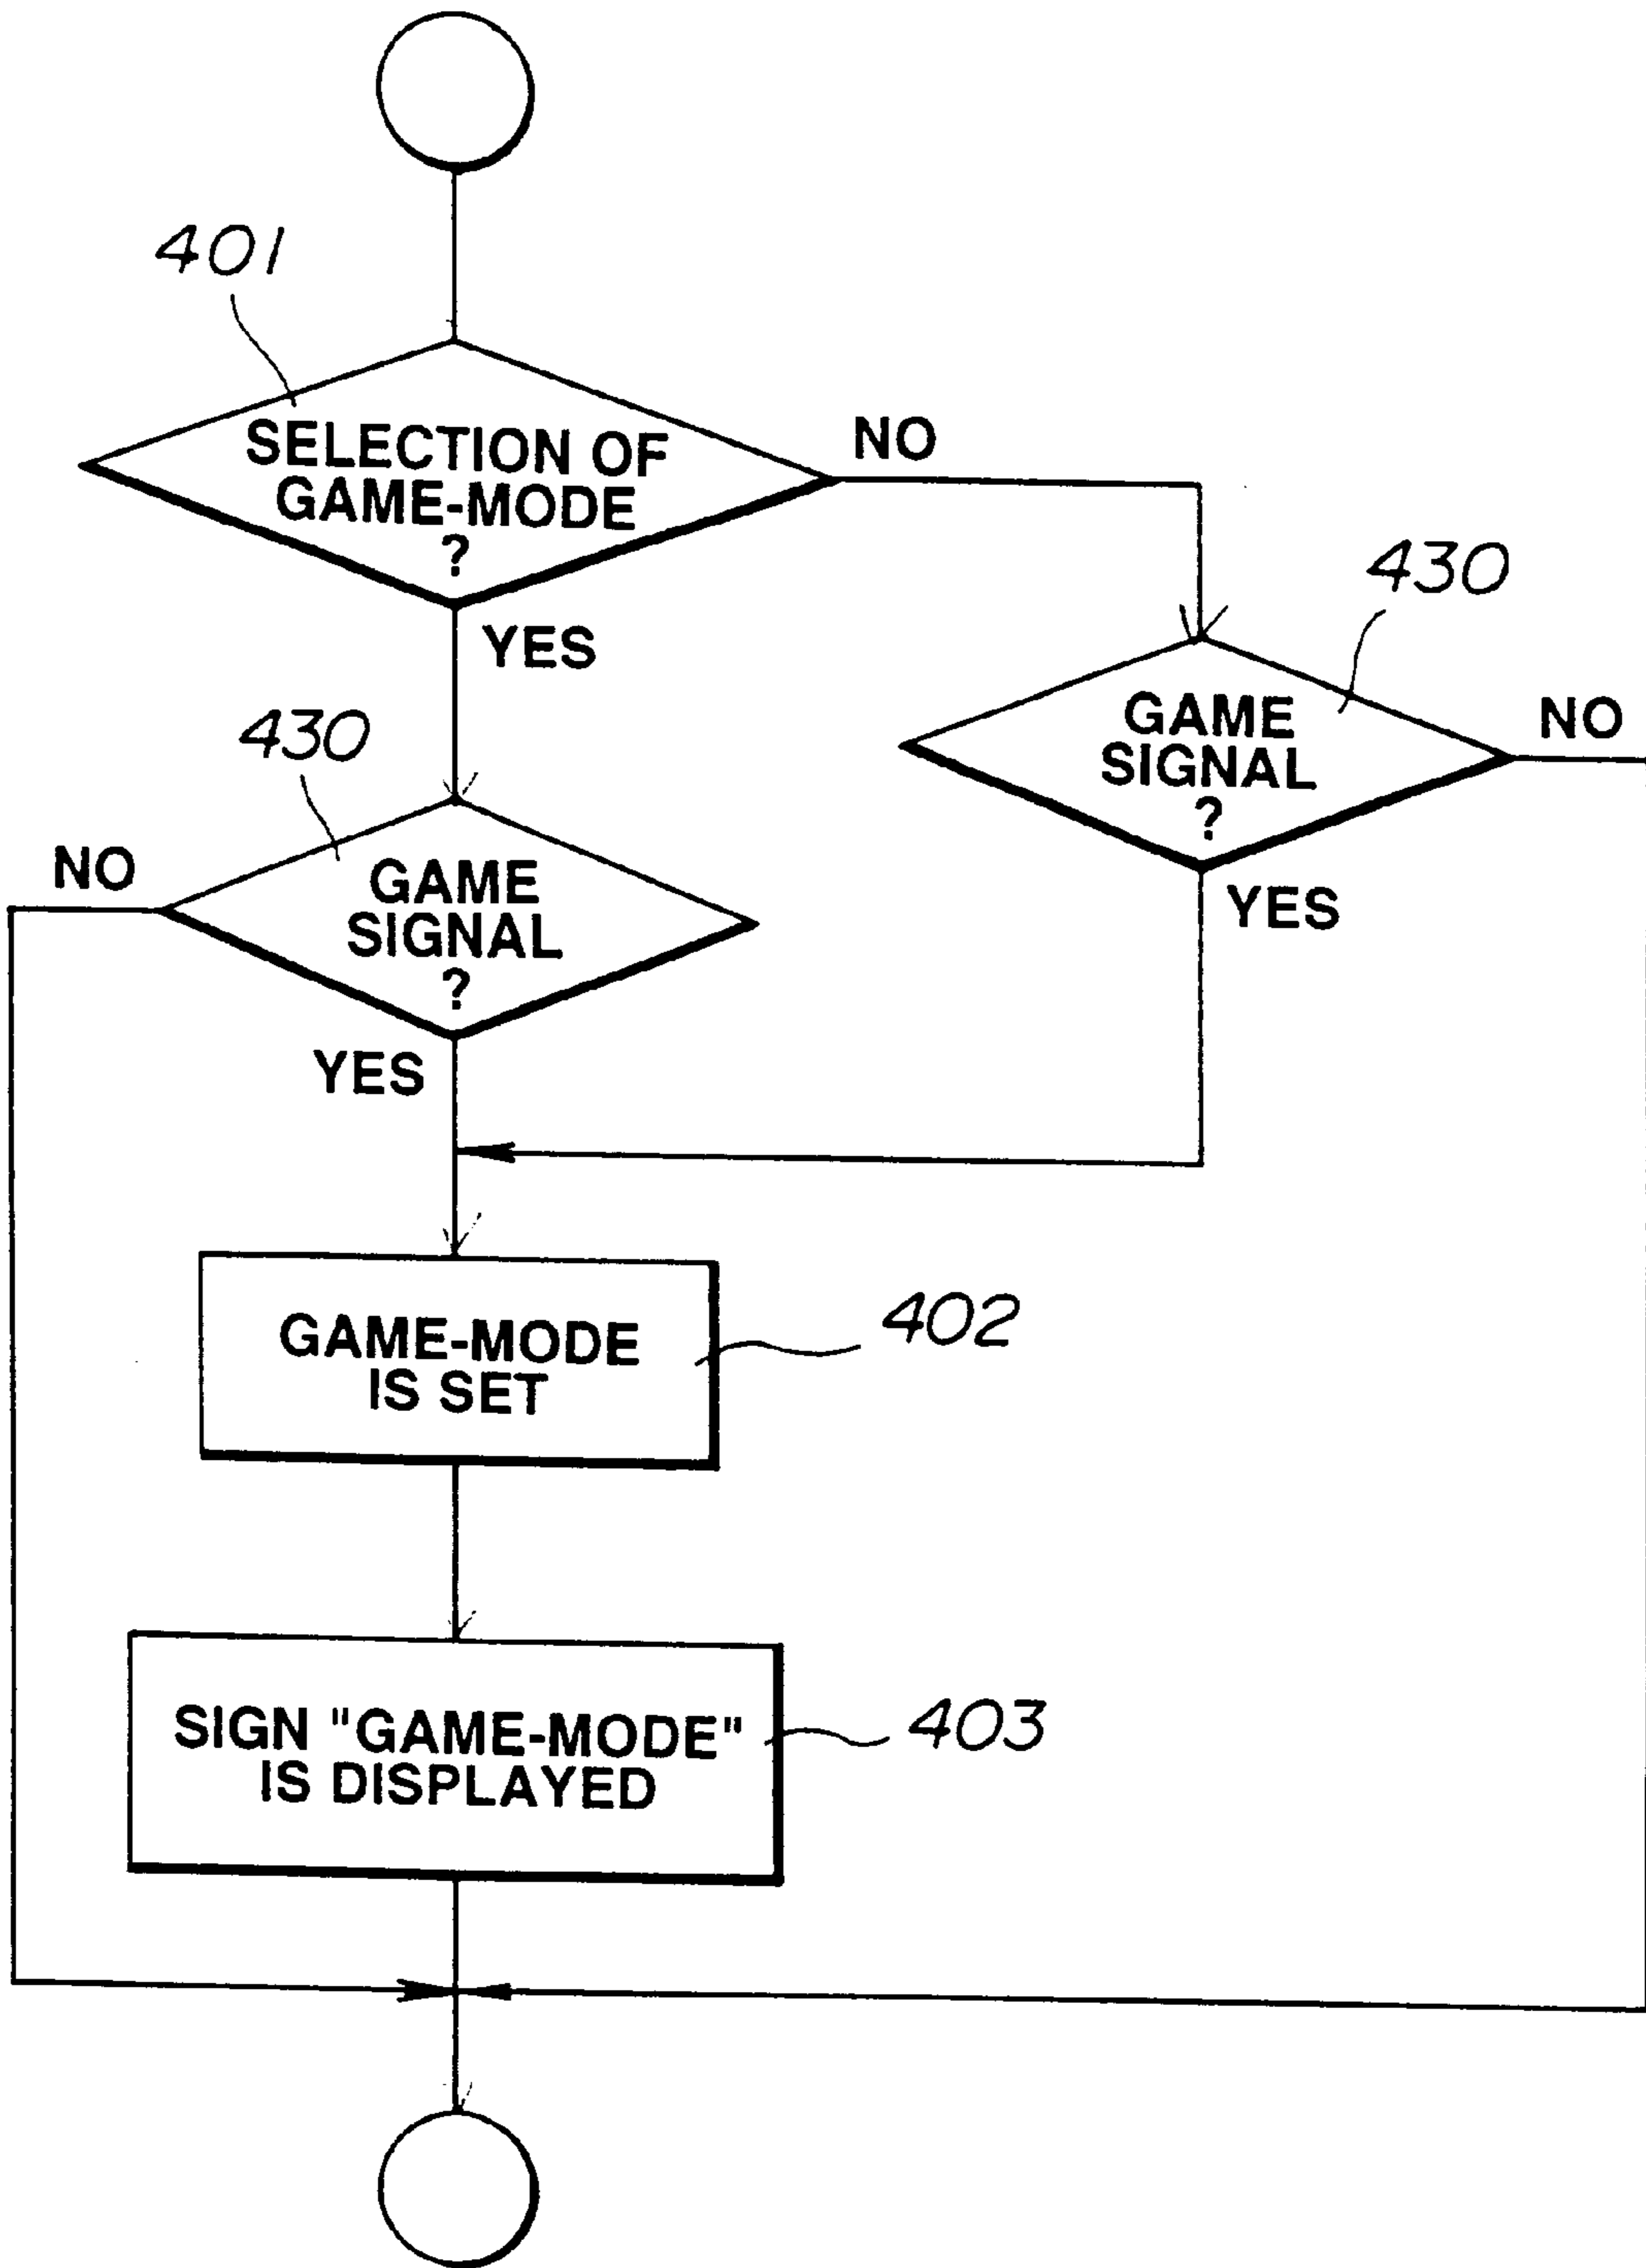 401
SELECTION OF
GAME-MODE
?
NO
YES
430
GAME
SIGNAL
?
NO
YES
430
GAME
SIGNAL
?
NO
YES
GAME-MODE
IS SET
402
SIGN "GAME-MODE"
IS DISPLAYED
403